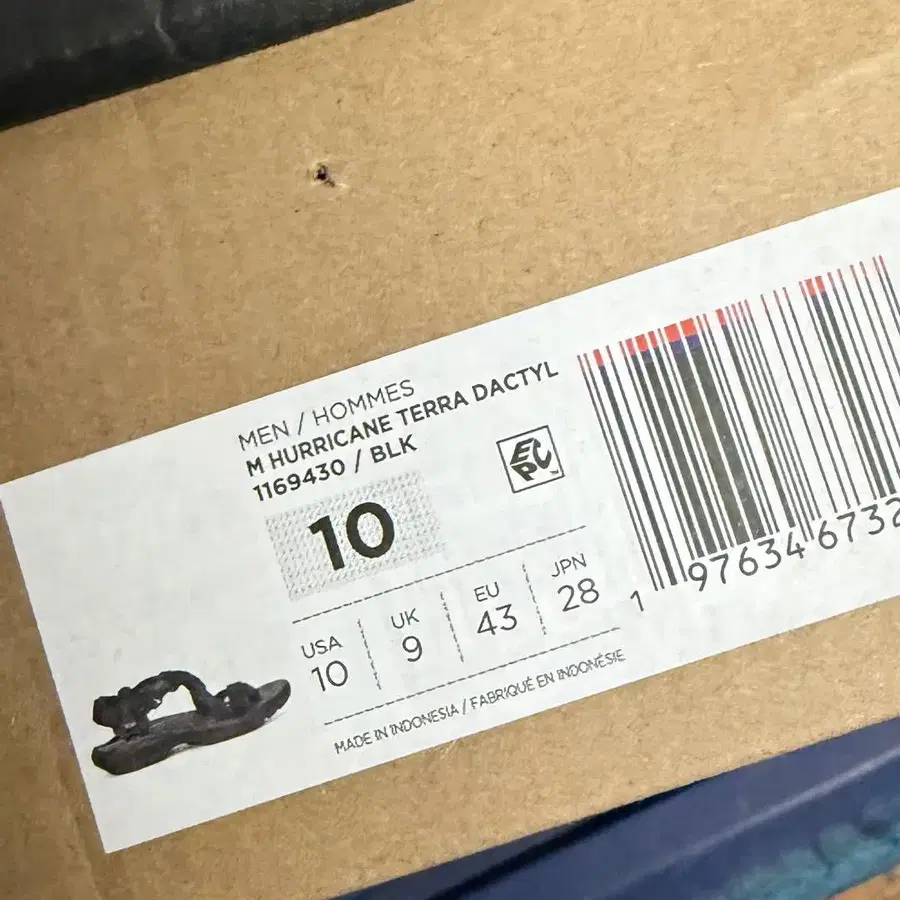 MEN / HOMMES
M HURRICANE TERRA DACTYL
1169430 / BLK
EPC™
10
USA UK EU JPN
10 9 43 28
MADE IN INDONESIA / FABRIQUÉ EN INDONÉSIE
1 97634 6732